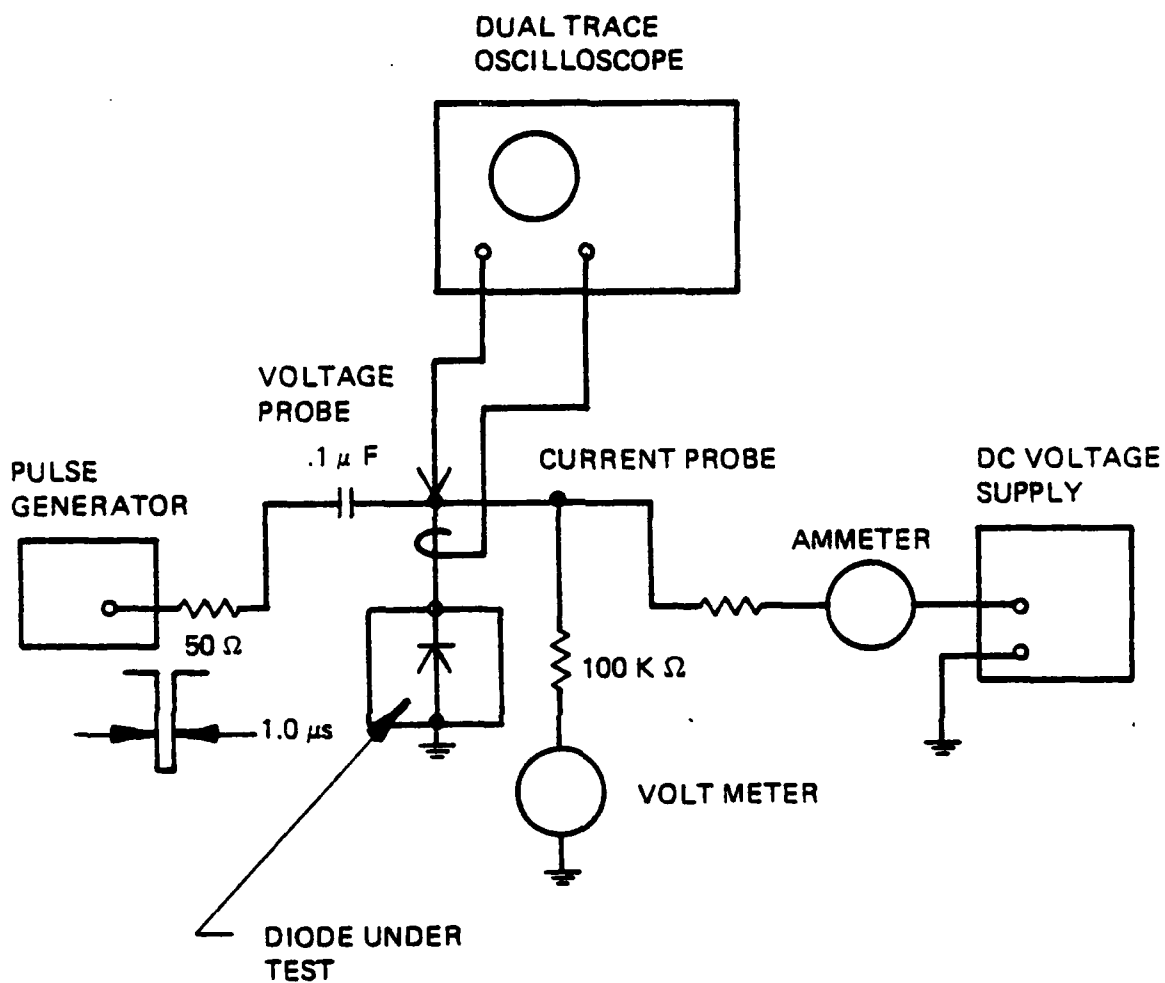 DUAL TRACE
OSCILLOSCOPE
VOLTAGE
PROBE
.1 μ F
CURRENT PROBE
DC VOLTAGE
SUPPLY
PULSE
GENERATOR
AMMETER
50 Ω
100 K Ω
1.0 μs
VOLT METER
DIODE UNDER
TEST